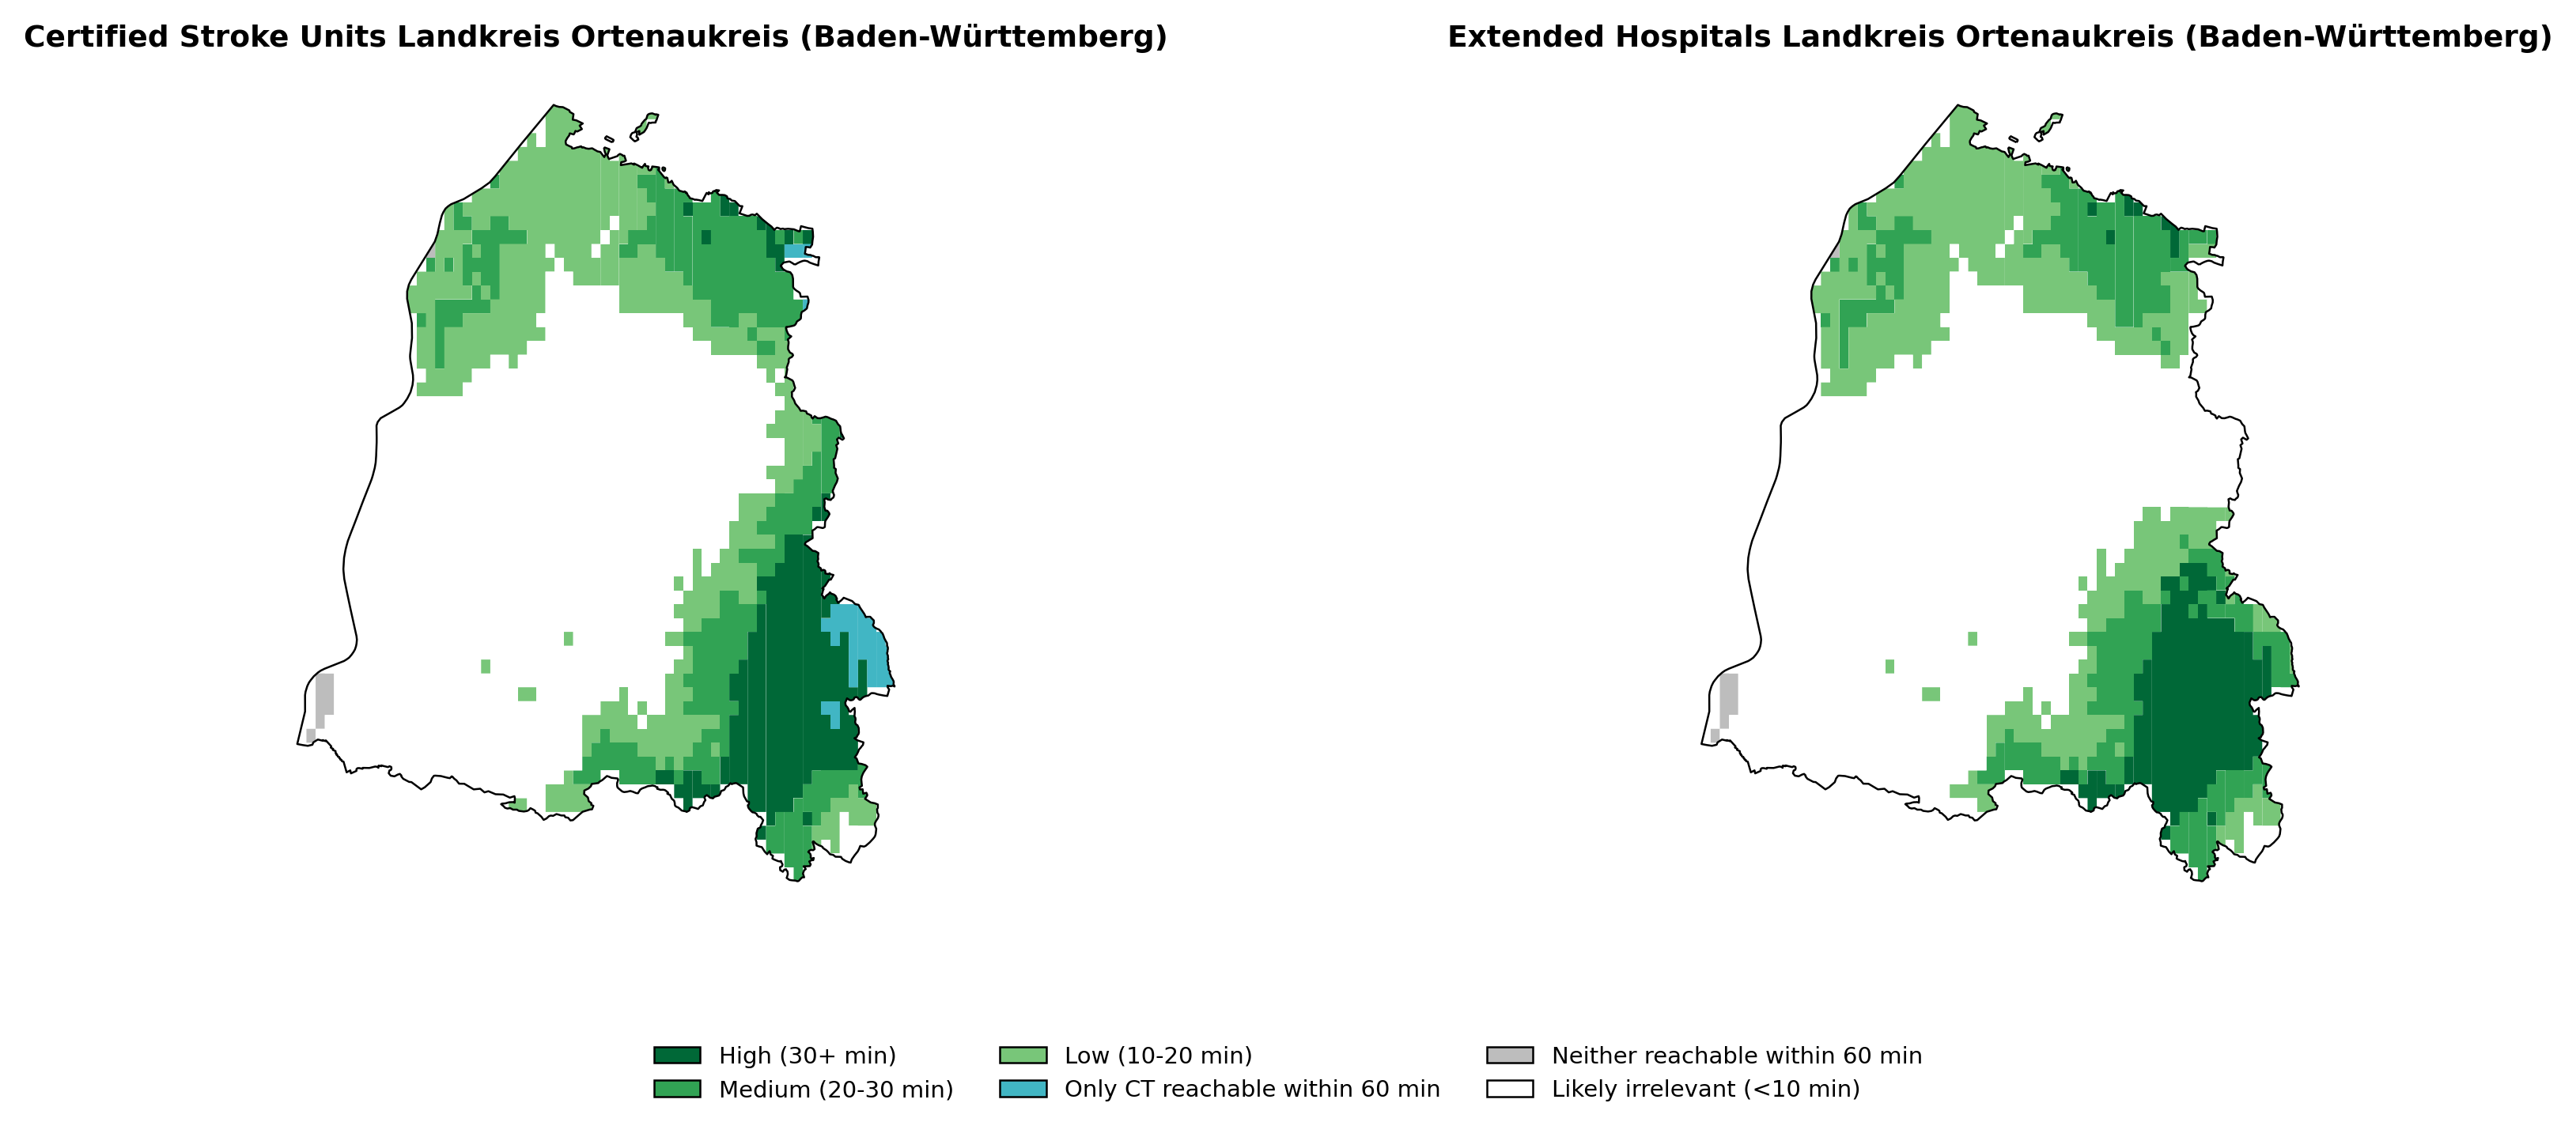 Certified Stroke Units Landkreis Ortenaukreis (Baden-Württemberg)
Extended Hospitals Landkreis Ortenaukreis (Baden-Württemberg)
High (30+ min)
Medium (20-30 min)
Low (10-20 min)
Only CT reachable within 60 min
Neither reachable within 60 min
Likely irrelevant (<10 min)